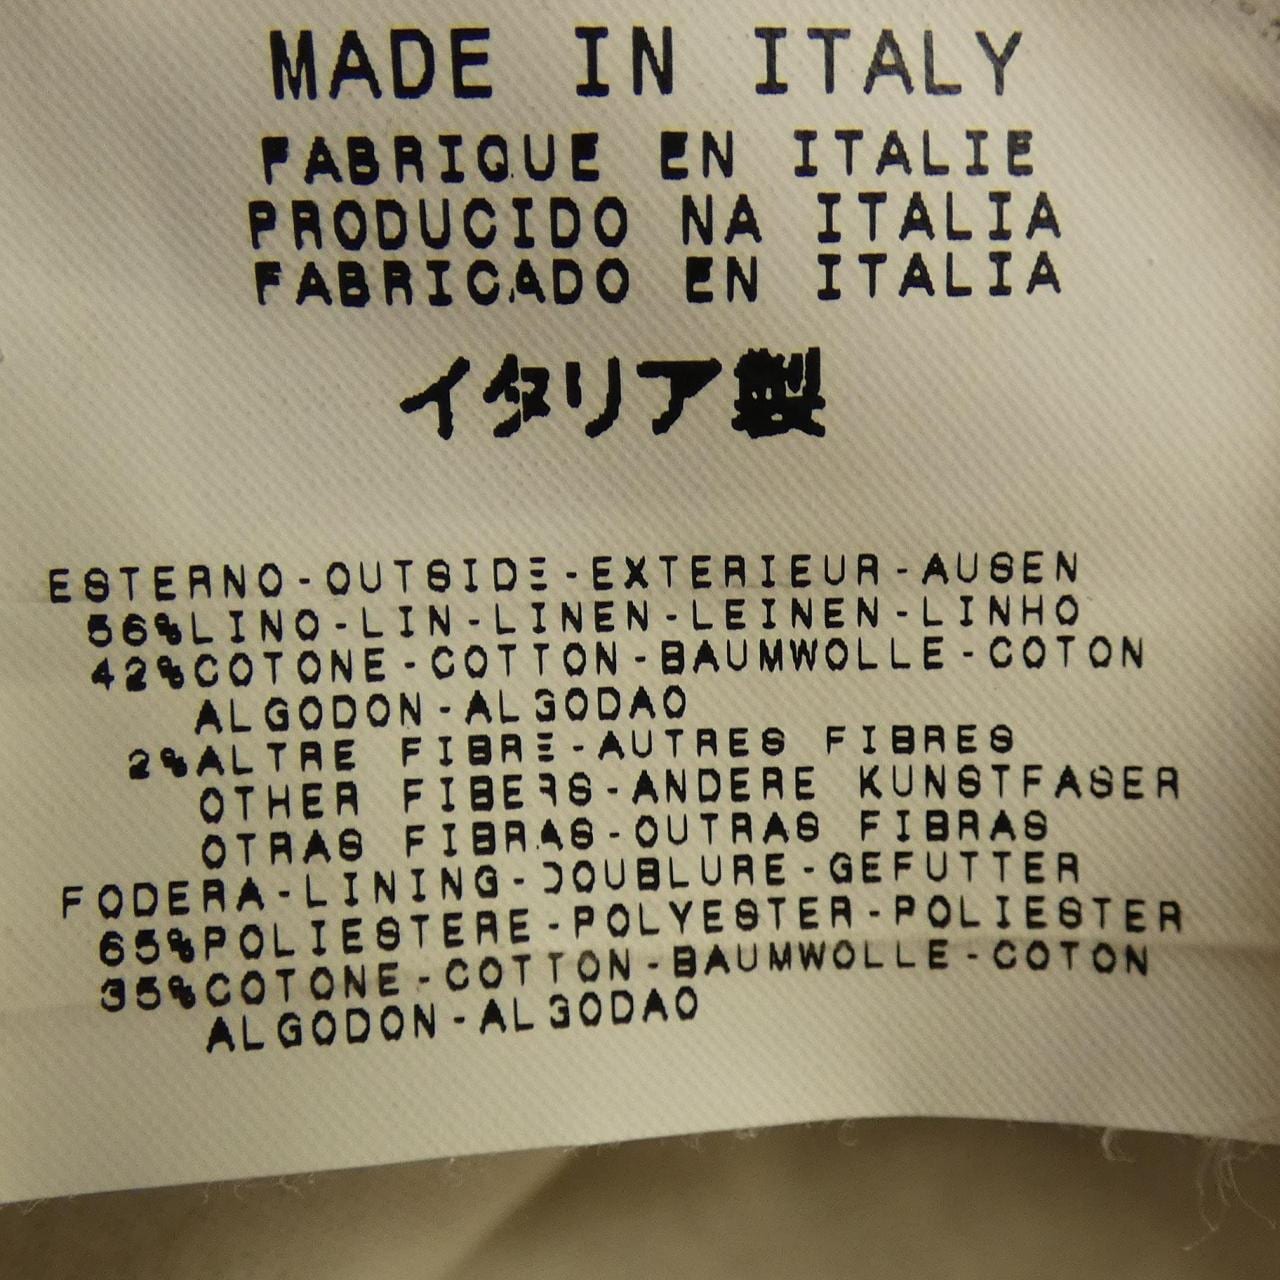 MADE IN ITALY
FABRIQUE EN ITALIE
PRODUCIDO NA ITALIA
FABRICADO EN ITALIA
イタリア製
ESTERNO-OUTSIDE-EXTERIEUR-AUSEN
56%LINO-LIN-LINEN-LEINEN-LINHO
42%COTONE-COTTON-BAUMWOLLE-COTON
ALGODON-ALGODAO
2%ALTRE FIBRE-AUTRES FIBRES
OTHER FIBERS-ANDERE KUNSTFASER
OTRAS FIBRAS-OUTRAS FIBRAS
FODERA-LINING-DOUBLURE-GEFUTTER
65%POLIESTERE-POLYESTER-POLIESTER
35%COTONE-COTTON-BAUMWOLLE-COTON
ALGODON-ALGODAO